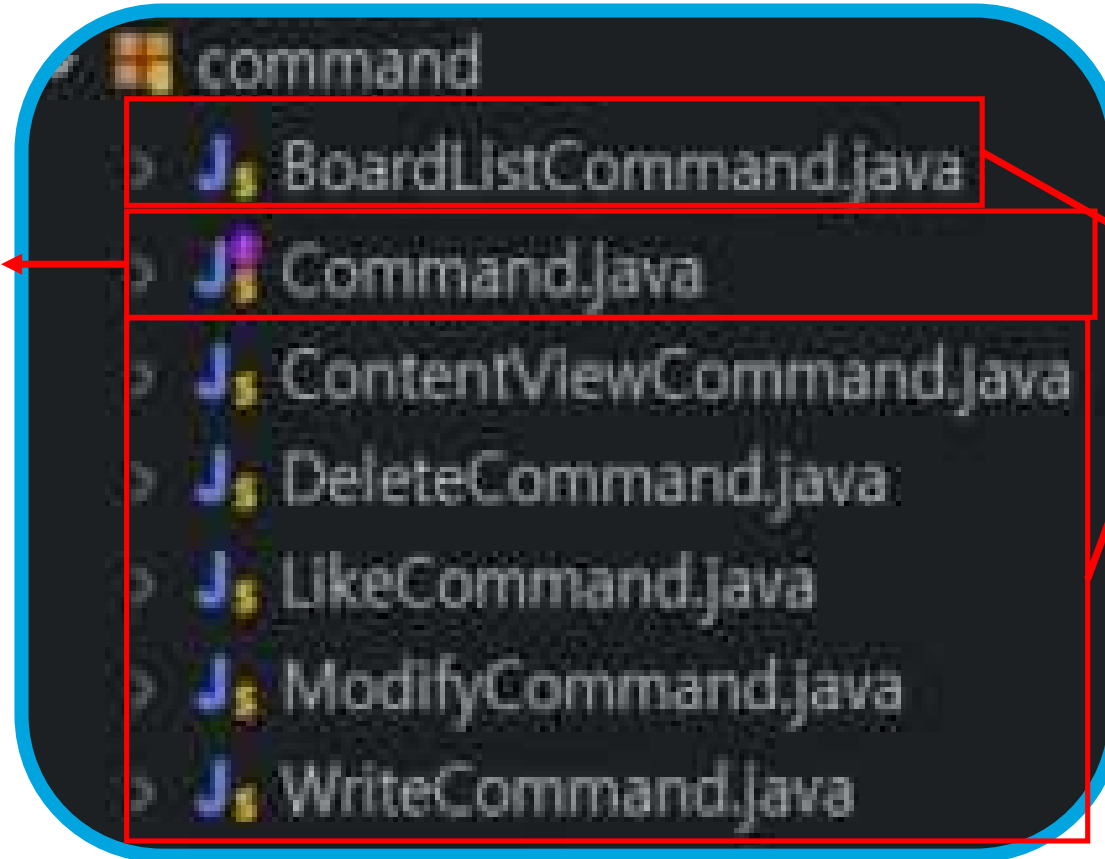 command
BoardListCommand.java
Command.java
ContentViewCommand.java
DeleteCommand.java
LikeCommand.java
ModifyCommand.java
WriteCommand.java